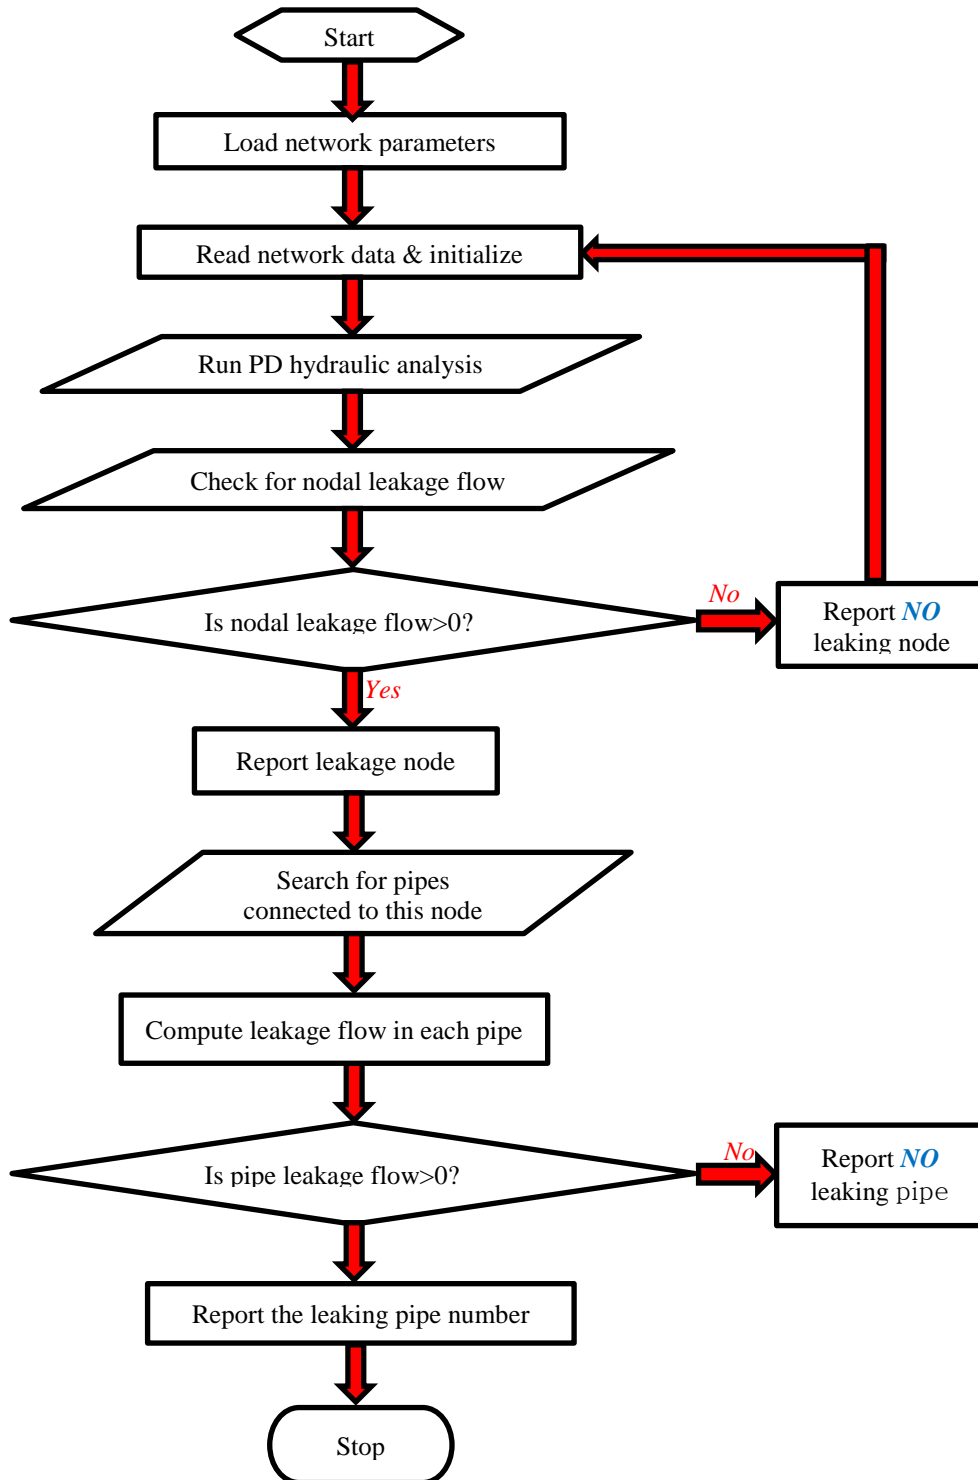 Start
Load network parameters
Read network data & initialize
Run PD hydraulic analysis
Check for nodal leakage flow
Is nodal leakage flow>0?
No
Report NO
leaking node
Yes
Report leakage node
Search for pipes
connected to this node
Compute leakage flow in each pipe
Is pipe leakage flow>0?
No
Report NO
leaking pipe
Report the leaking pipe number
Stop